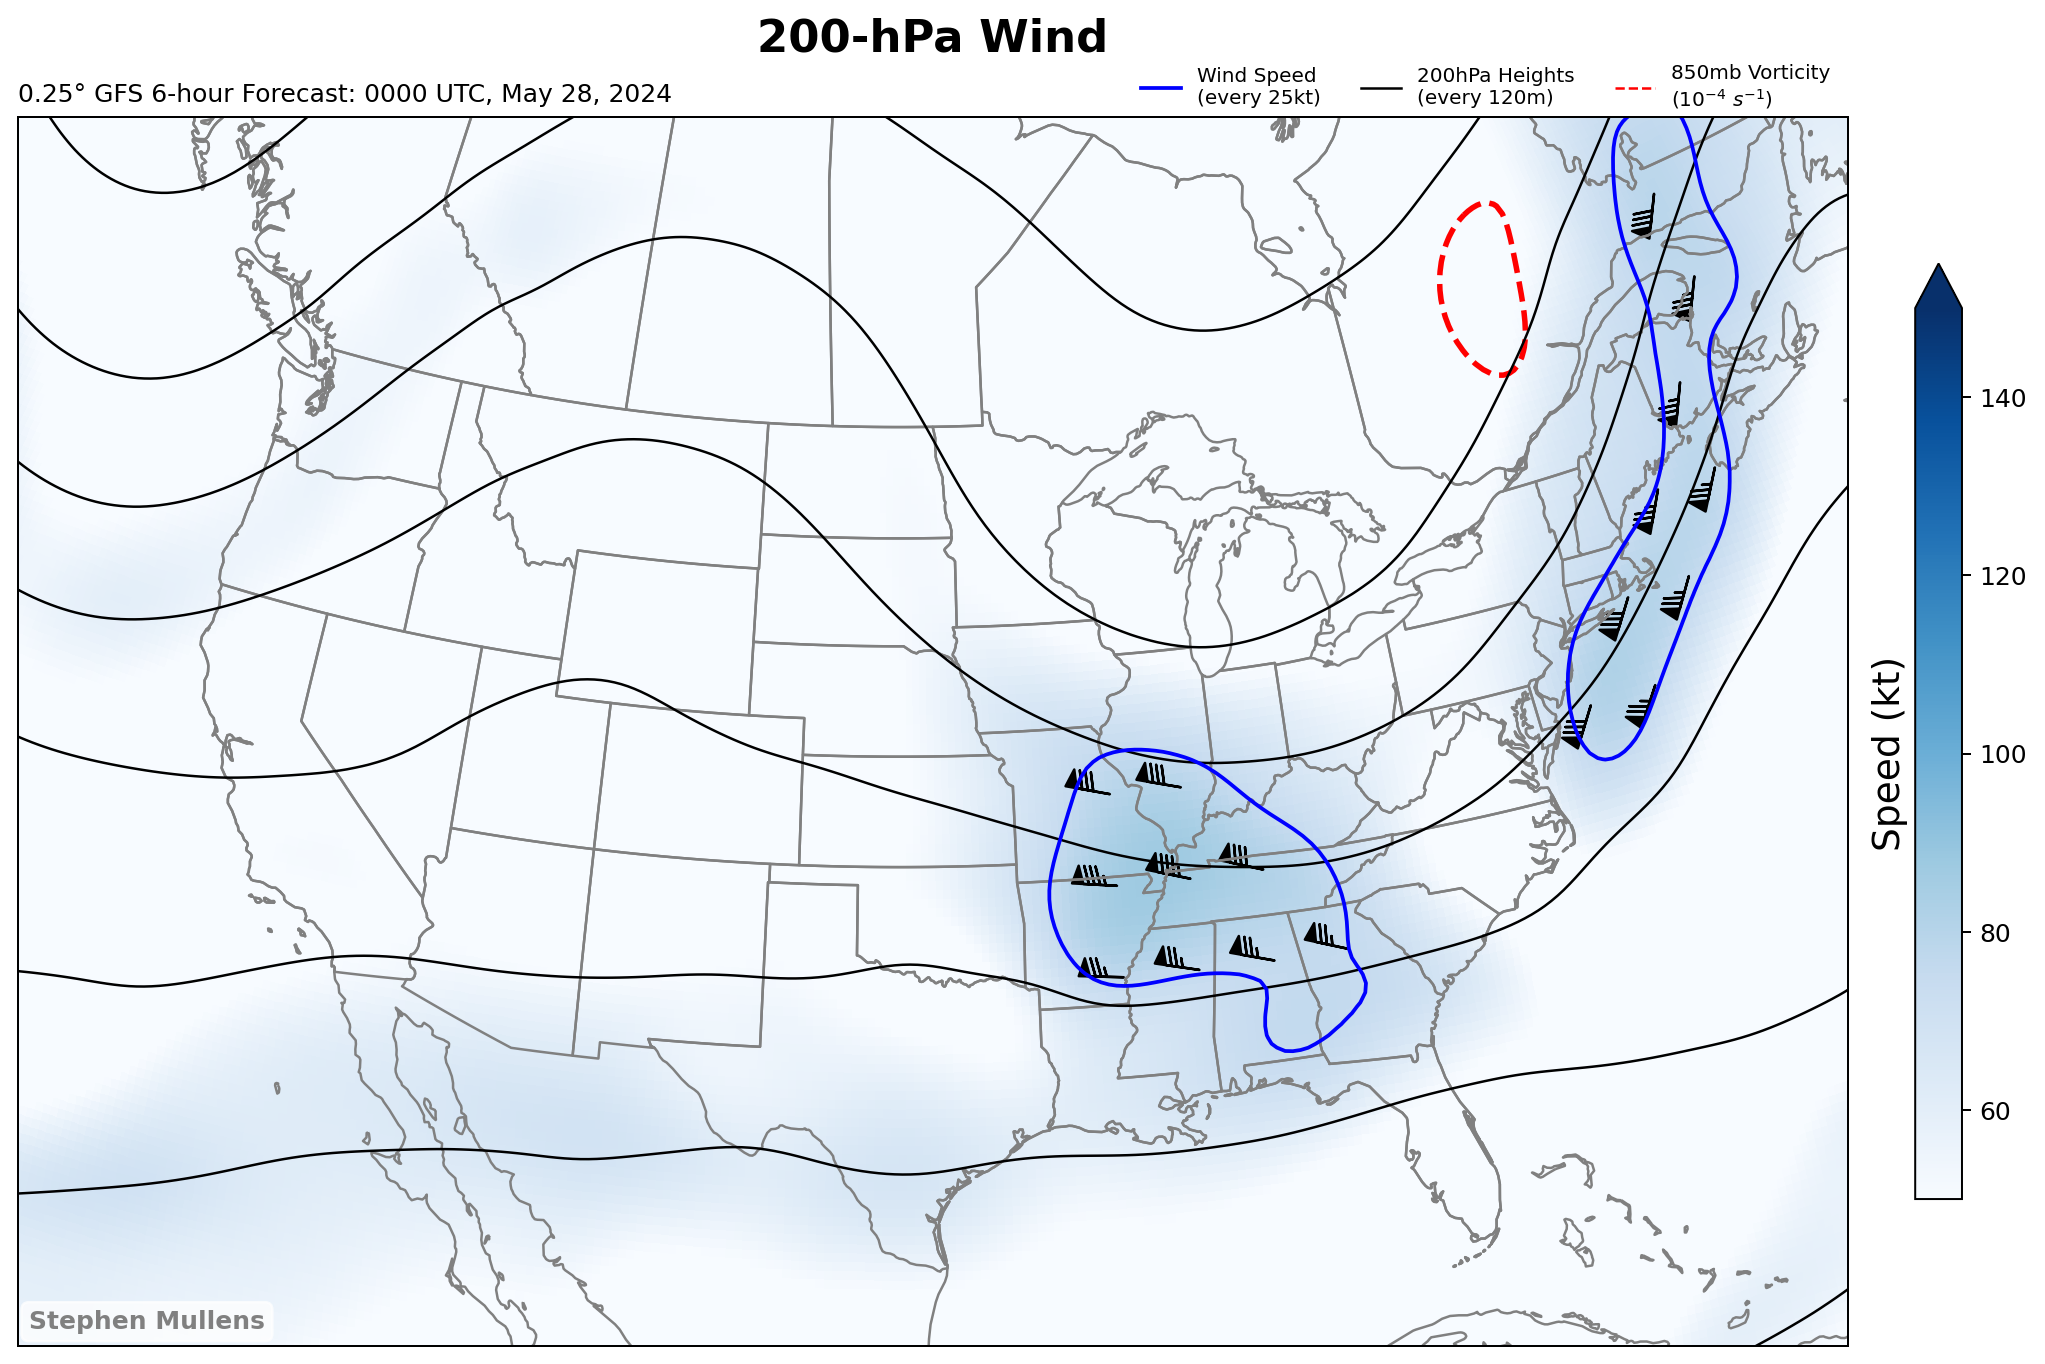 200-hPa Wind
0.25° GFS 6-hour Forecast: 0000 UTC, May 28, 2024
Wind Speed
(every 25kt)
200hPa Heights
(every 120m)
850mb Vorticity
(10⁻⁴ s⁻¹)
140
120
100
80
60
Speed (kt)
Stephen Mullens